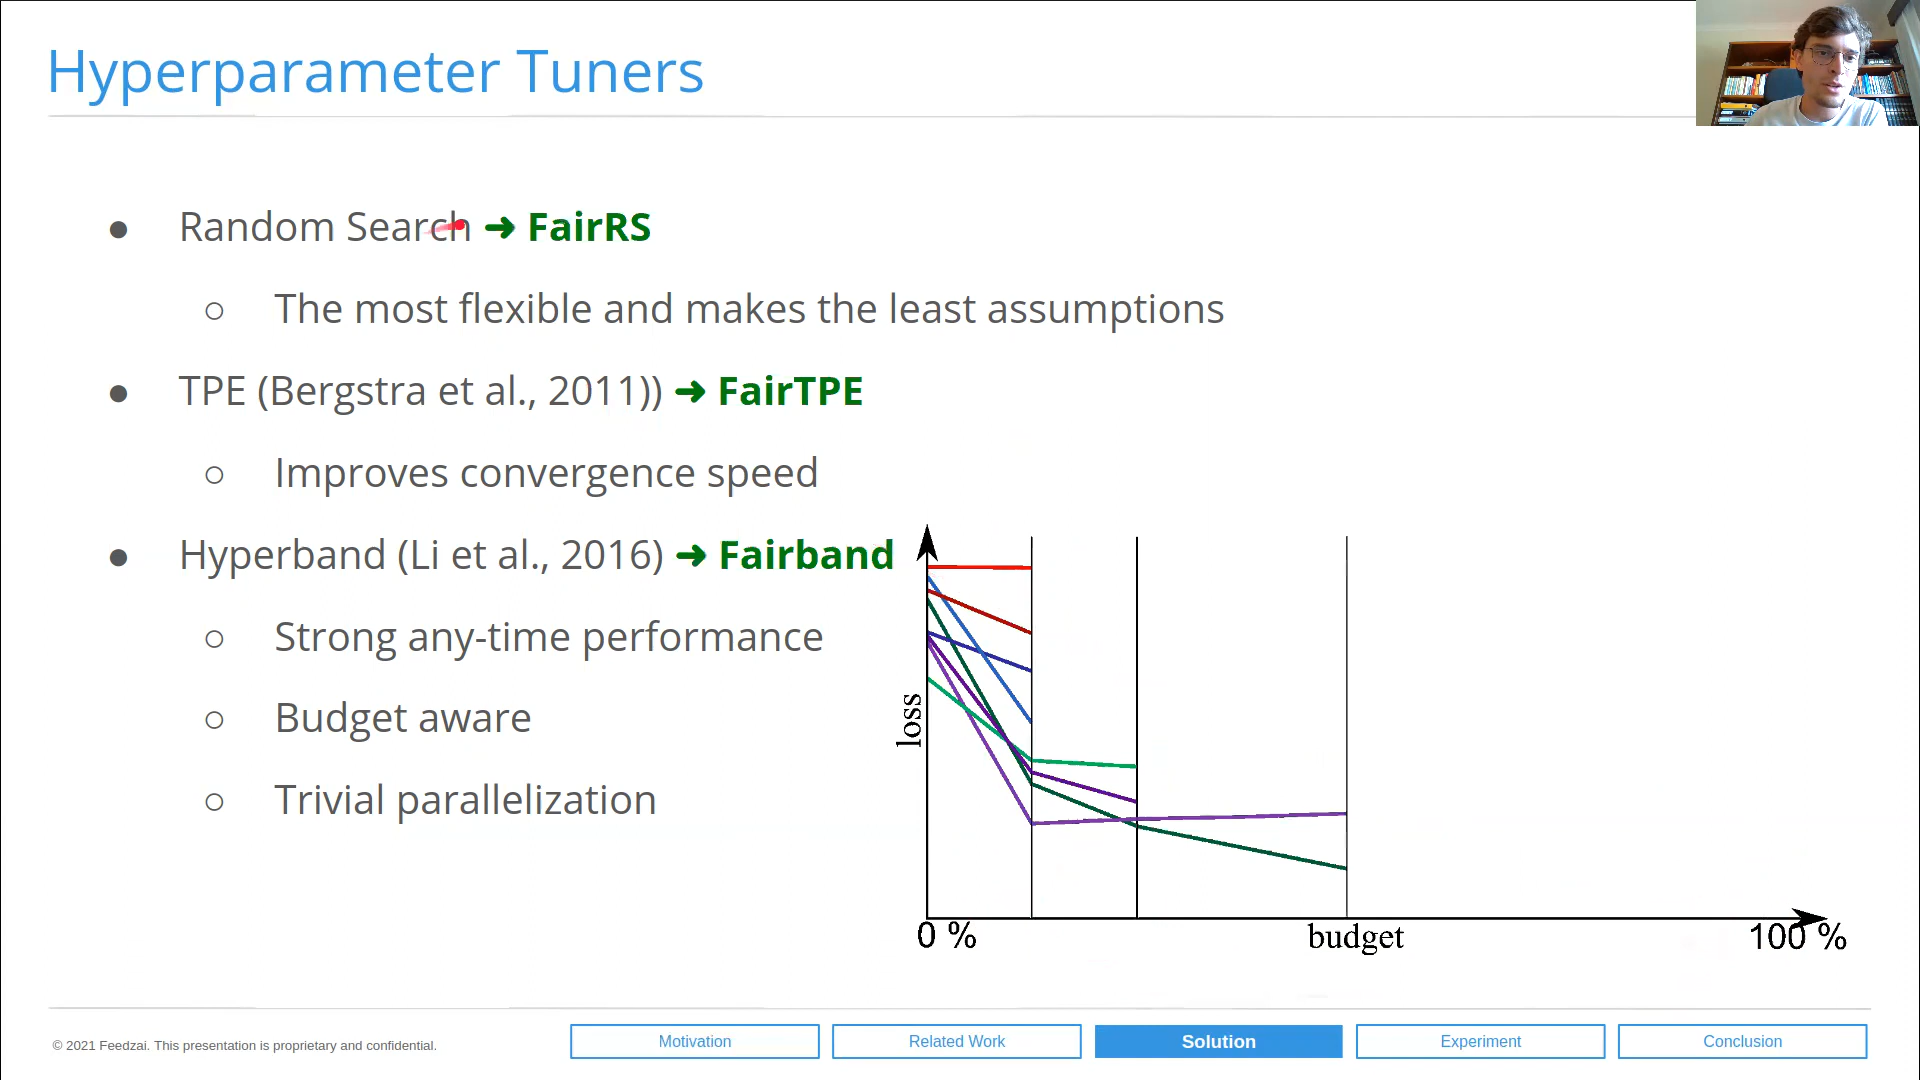 Hyperparameter Tuners
● Random Search ➜ FairRS
○ The most flexible and makes the least assumptions
● TPE (Bergstra et al., 2011)) ➜ FairTPE
○ Improves convergence speed
● Hyperband (Li et al., 2016) ➜ Fairband
○ Strong any-time performance
○ Budget aware
○ Trivial parallelization
loss
0 %
budget
100 %
© 2021 Feedzai. This presentation is proprietary and confidential.
Motivation
Related Work
Solution
Experiment
Conclusion